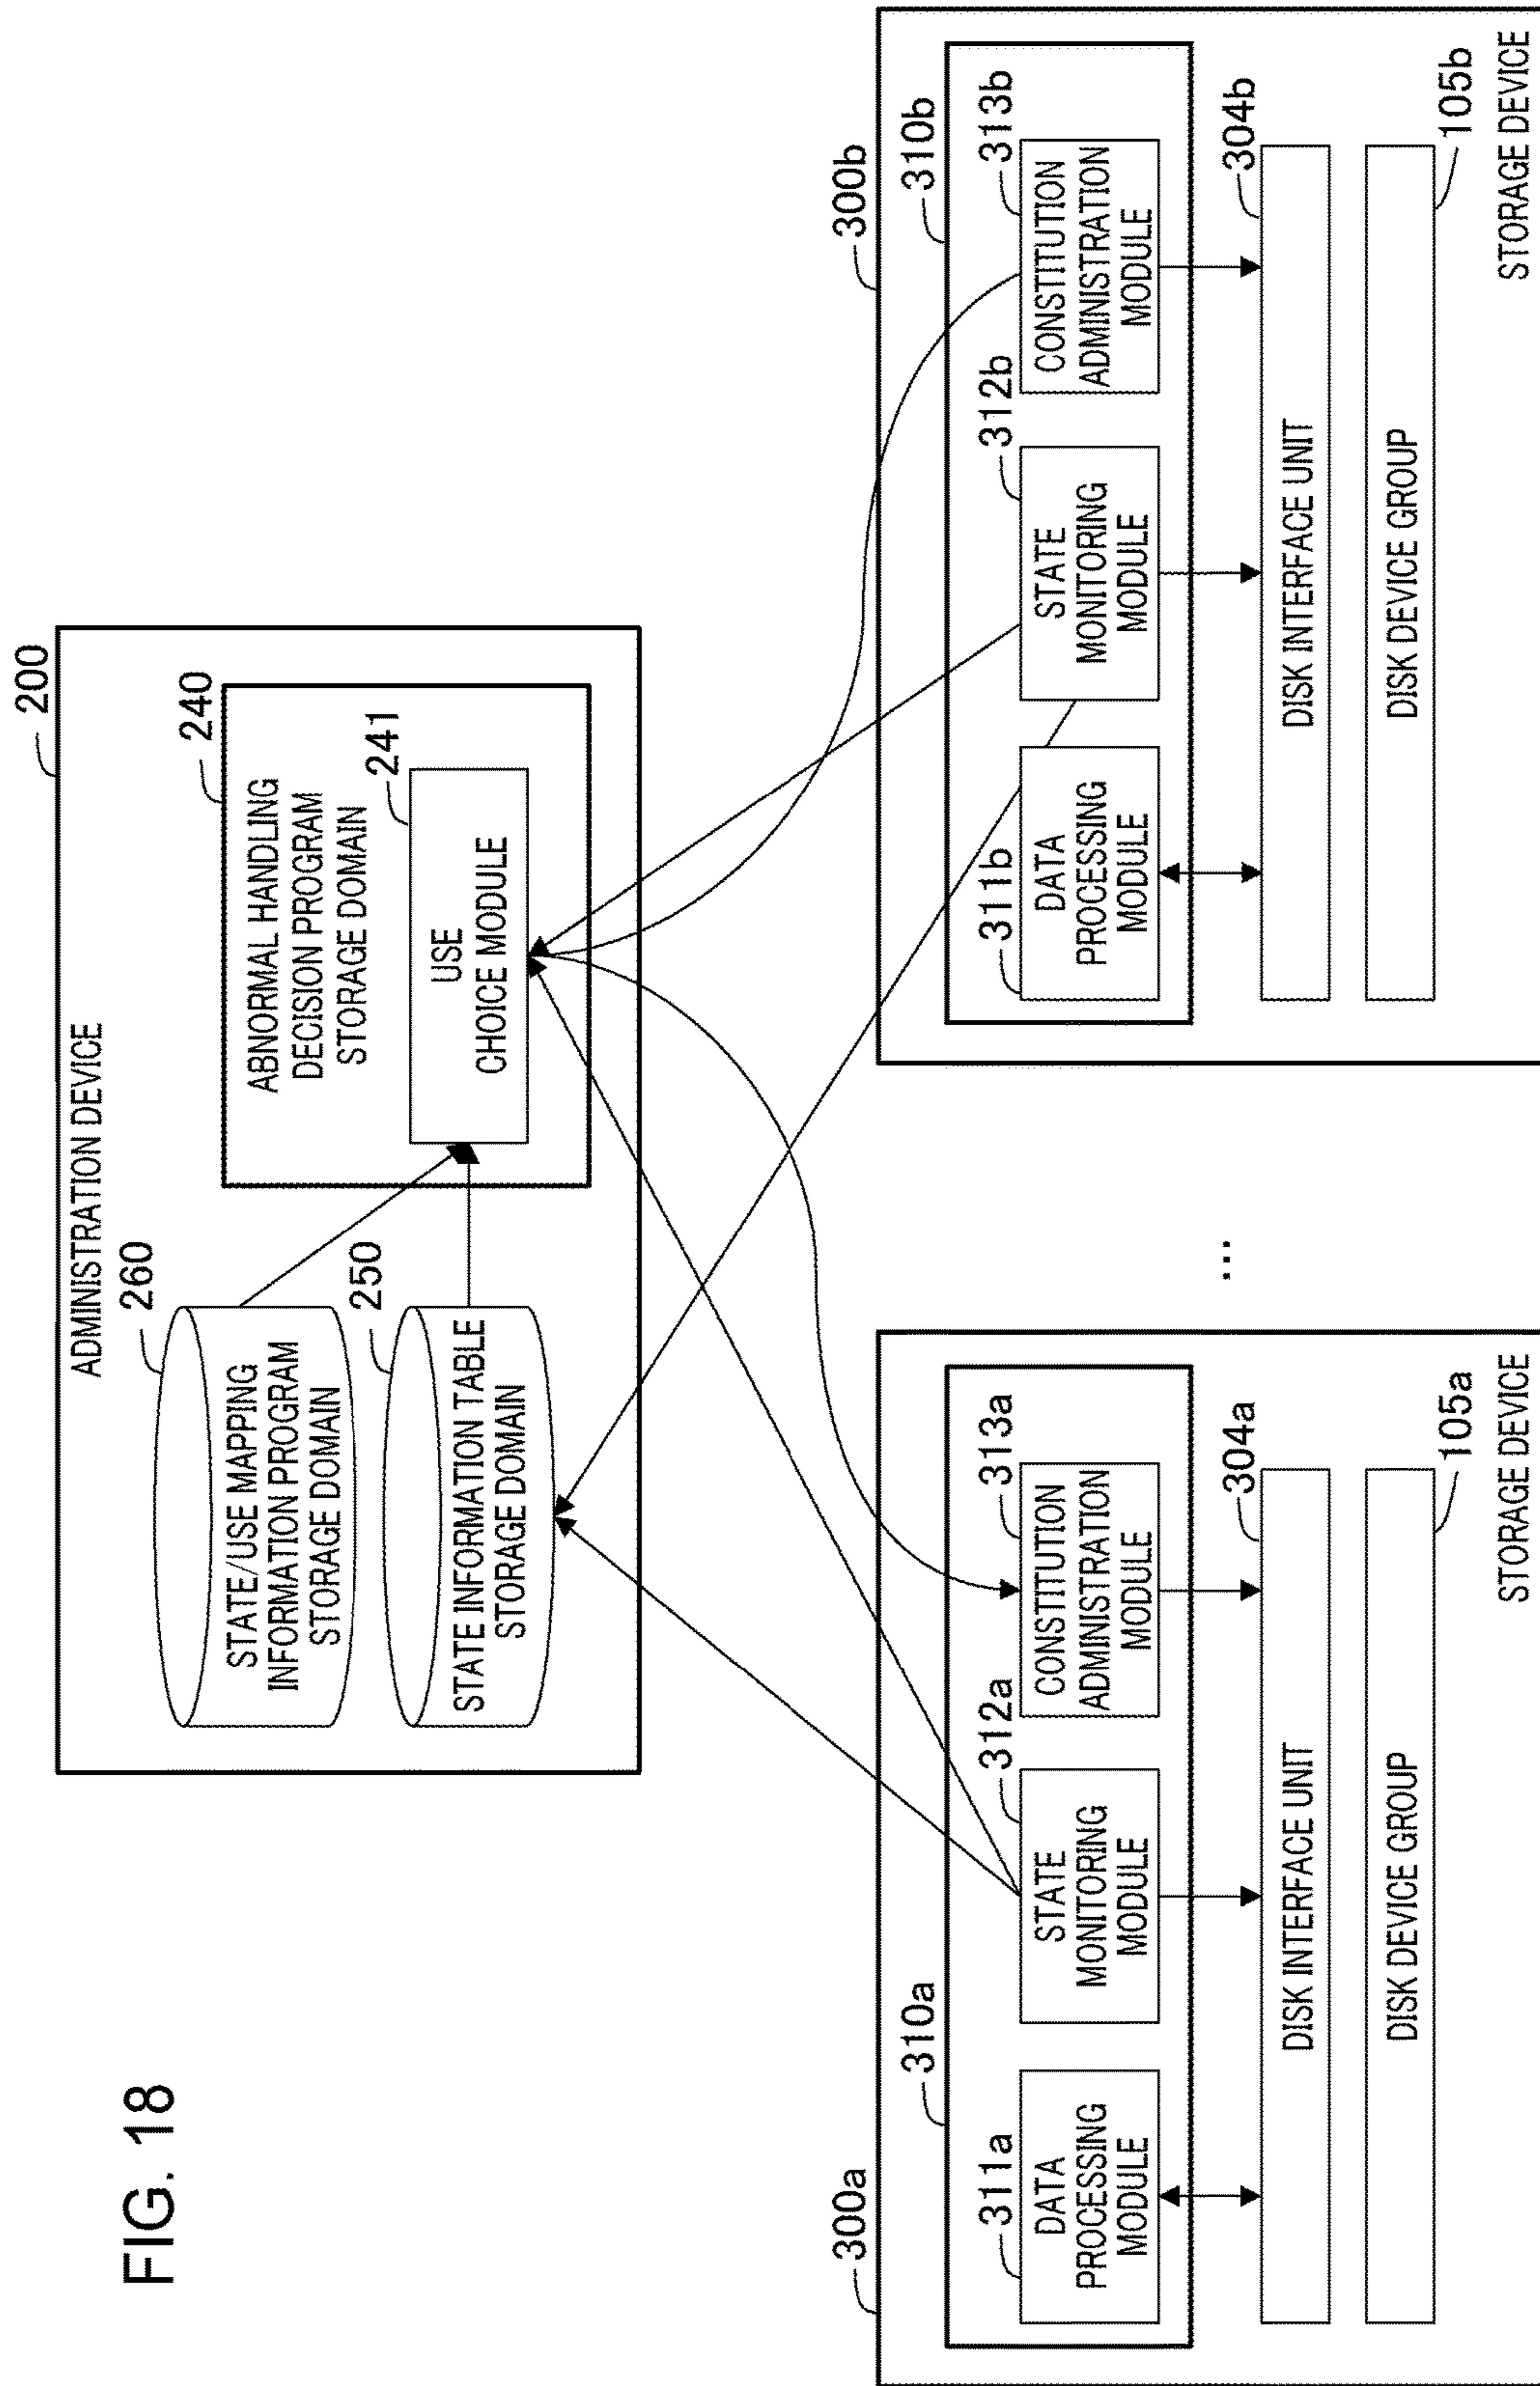 FIG. 18
ADMINISTRATION DEVICE
200
260
STATE/USE MAPPING
INFORMATION PROGRAM
STORAGE DOMAIN
250
STATE INFORMATION TABLE
STORAGE DOMAIN
240
ABNORMAL HANDLING
DECISION PROGRAM
STORAGE DOMAIN
241
USE
CHOICE MODULE
300a
310a
311a
DATA
PROCESSING
MODULE
312a
STATE
MONITORING
MODULE
313a
CONSTITUTION
ADMINISTRATION
MODULE
304a
DISK INTERFACE UNIT
DISK DEVICE GROUP
105a
STORAGE DEVICE
...
300b
310b
311b
DATA
PROCESSING
MODULE
312b
STATE
MONITORING
MODULE
313b
CONSTITUTION
ADMINISTRATION
MODULE
304b
DISK INTERFACE UNIT
DISK DEVICE GROUP
105b
STORAGE DEVICE